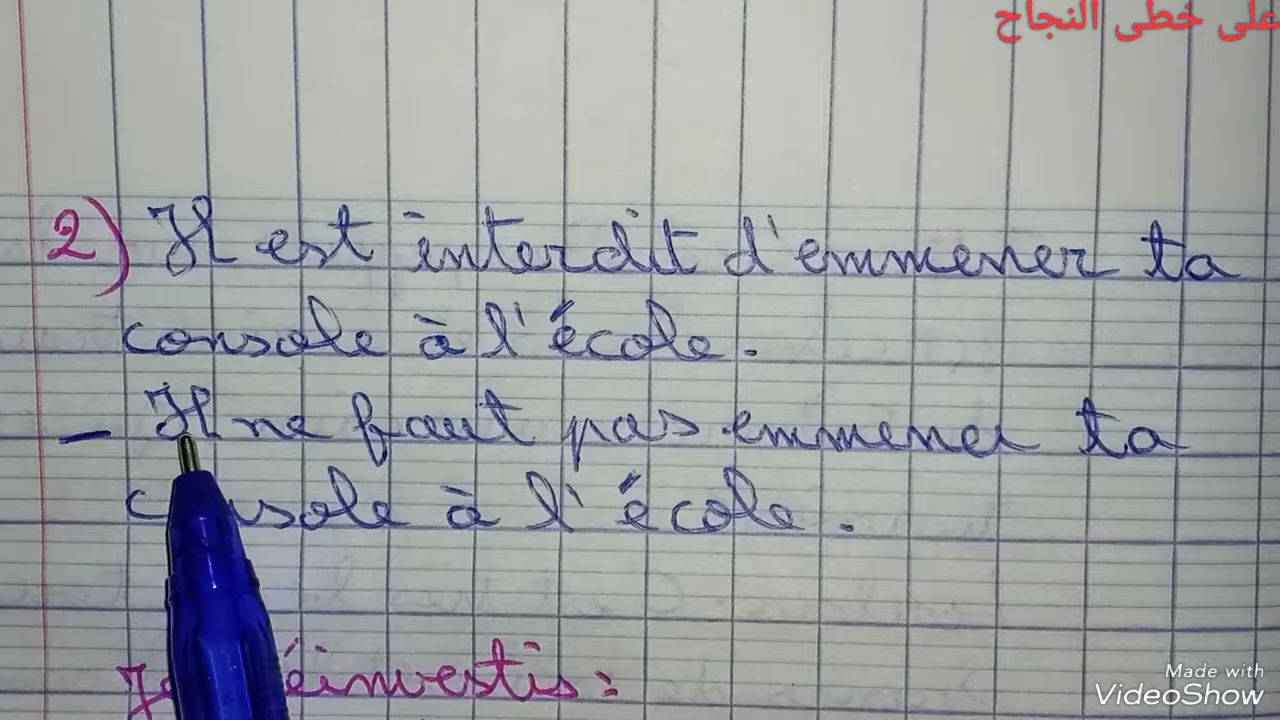 على خطى النجاح
2) Il est interdit d'emmener ta
console à l'école.
- Il ne faut pas emmener ta
console à l'école.
réinvestis :
Made with
VideoShow